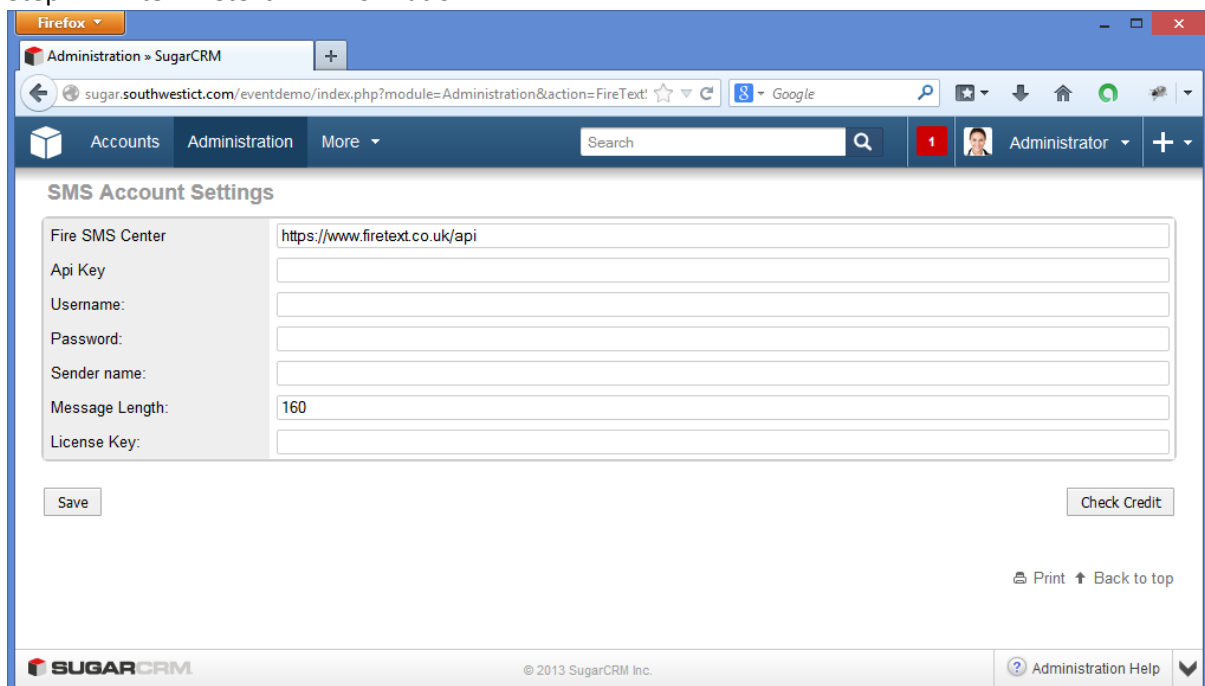 Firefox
Administration » SugarCRM
sugar.southwestict.com/eventdemo/index.php?module=Administration&action=FireText Google
Accounts Administration More Search 1 Administrator
SMS Account Settings
Fire SMS Center https://www.firetext.co.uk/api
Api Key
Username:
Password:
Sender name:
Message Length: 160
License Key:
Save Check Credit
Print Back to top
SUGARCRM © 2013 SugarCRM Inc. Administration Help